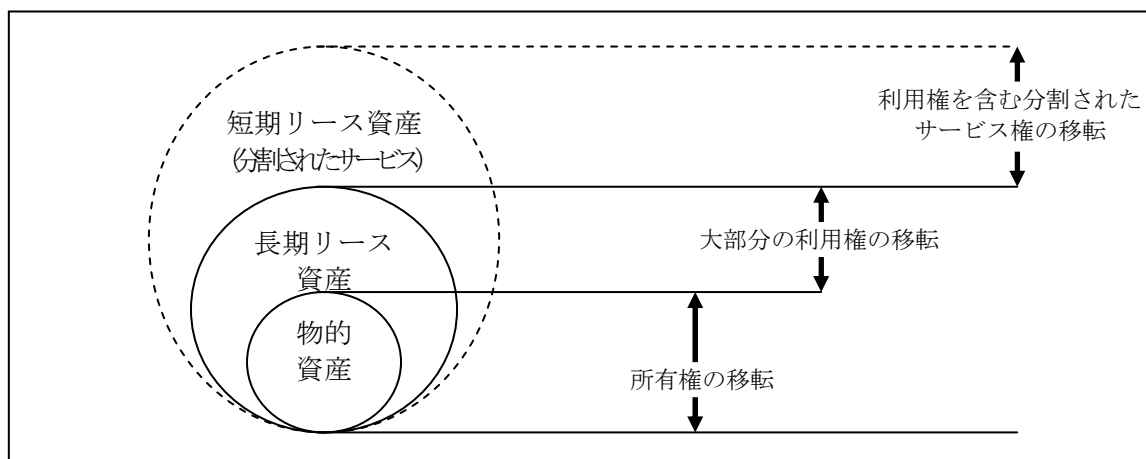 利用権を含む分割された
サービス権の移転
短期リース資産
(分割されたサービス)
大部分の利用権の移転
長期リース
資産
物的
資産
所有権の移転